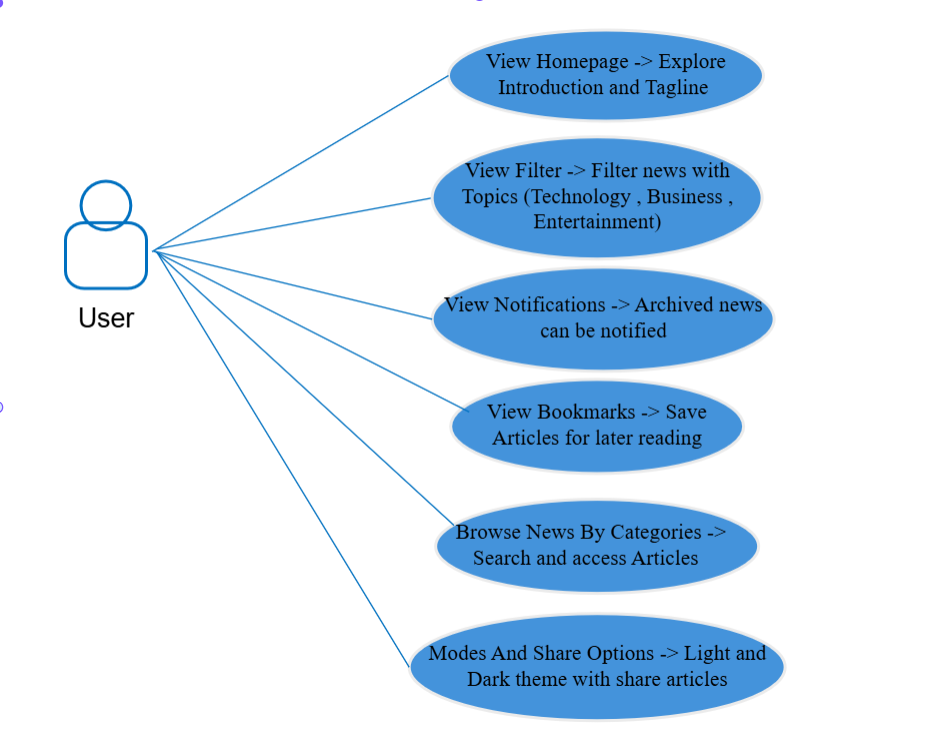 View Homepage -> Explore
Introduction and Tagline
View Filter -> Filter news with
Topics (Technology , Business ,
Entertainment)
User
View Notifications -> Archived news
can be notified
View Bookmarks -> Save
Articles for later reading
Browse News By Categories ->
Search and access Articles
Modes And Share Options -> Light and
Dark theme with share articles